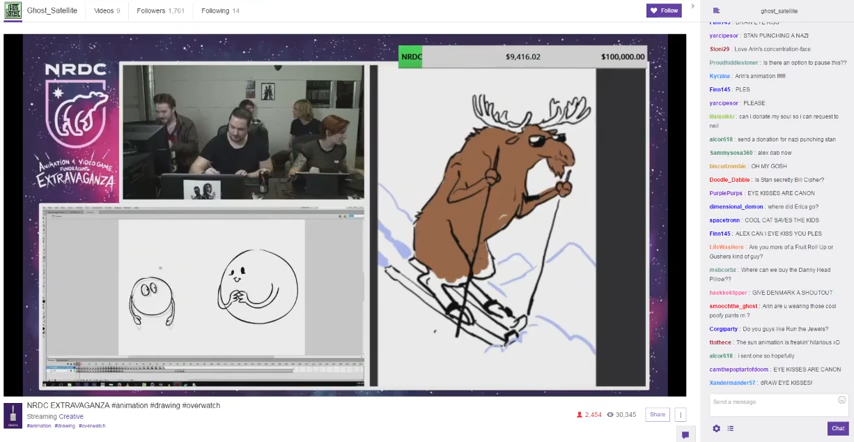 Ghost_Satellite
Videos 9
Followers 1,761
Following 14
Follow
ghost_satellite
NRDC
$9,416.02
$100,000.00
NRDC
ANIMATION & VIDEO GAME
FUNDRAISING
EXTRAVAGANZA
yarcipesor : STAN PUNCHING A NAZI
Love Arin's concentration-face
Is there an option to pause this??
Arin's animation !!!!!!
Finn145 : PLES
PLEASE
can i donate my soul so i can request to
neil
alcor618 : send a donation for nazi punching stan
Sammysosa360 : alex dab now
OH MY GOSH
Doodle_Dabble : Is Stan secretly Bill Cipher?
PurplePurps : EYE KISSES ARE CANON
dimensional_demon : where did Erica go?
spacetronn : COOL CAT SAVES THE KIDS
Finn145 : ALEX CAN I EYE KISS YOU PLES
LifeWasHere : Are you more of a Fruit Roll Up or
Gushers kind of guy?
Where can we buy the Danny Head
Pillow??
GIVE DENMARK A SHOUTOUT
smoochthe_ghost : Arin are u wearing those cool
poofy pants rn ?
Corgiparty : Do you guys like Run the Jewels?
The sun animation is freakin' hilarious xD
alcor618 : i sent one so hopefully
camthepoptartofdoom : EYE KISSES ARE CANON
Xandermander57 : dRAW EYE KISSES!
Send a message
Chat
NRDC EXTRAVAGANZA #animation #drawing #overwatch
Streaming Creative
#animation #drawing #overwatch
2,454
30,345
Share